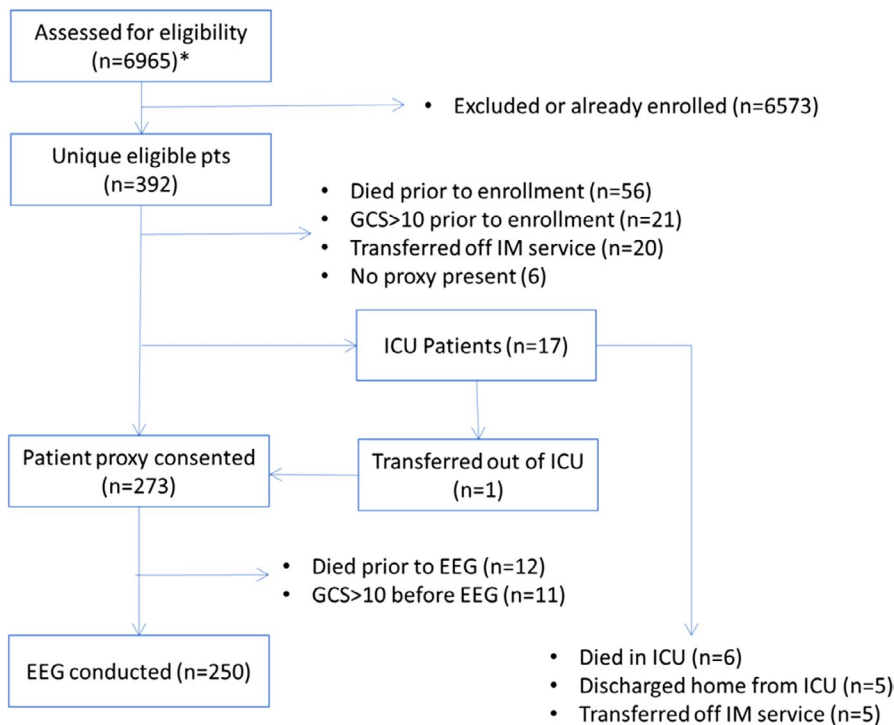 Assessed for eligibility
(n=6965)*
• Excluded or already enrolled (n=6573)
Unique eligible pts
(n=392)
• Died prior to enrollment (n=56)
• GCS>10 prior to enrollment (n=21)
• Transferred off IM service (n=20)
• No proxy present (6)
ICU Patients (n=17)
Patient proxy consented
(n=273)
Transferred out of ICU
(n=1)
• Died prior to EEG (n=12)
• GCS>10 before EEG (n=11)
EEG conducted (n=250)
• Died in ICU (n=6)
• Discharged home from ICU (n=5)
• Transferred off IM service (n=5)